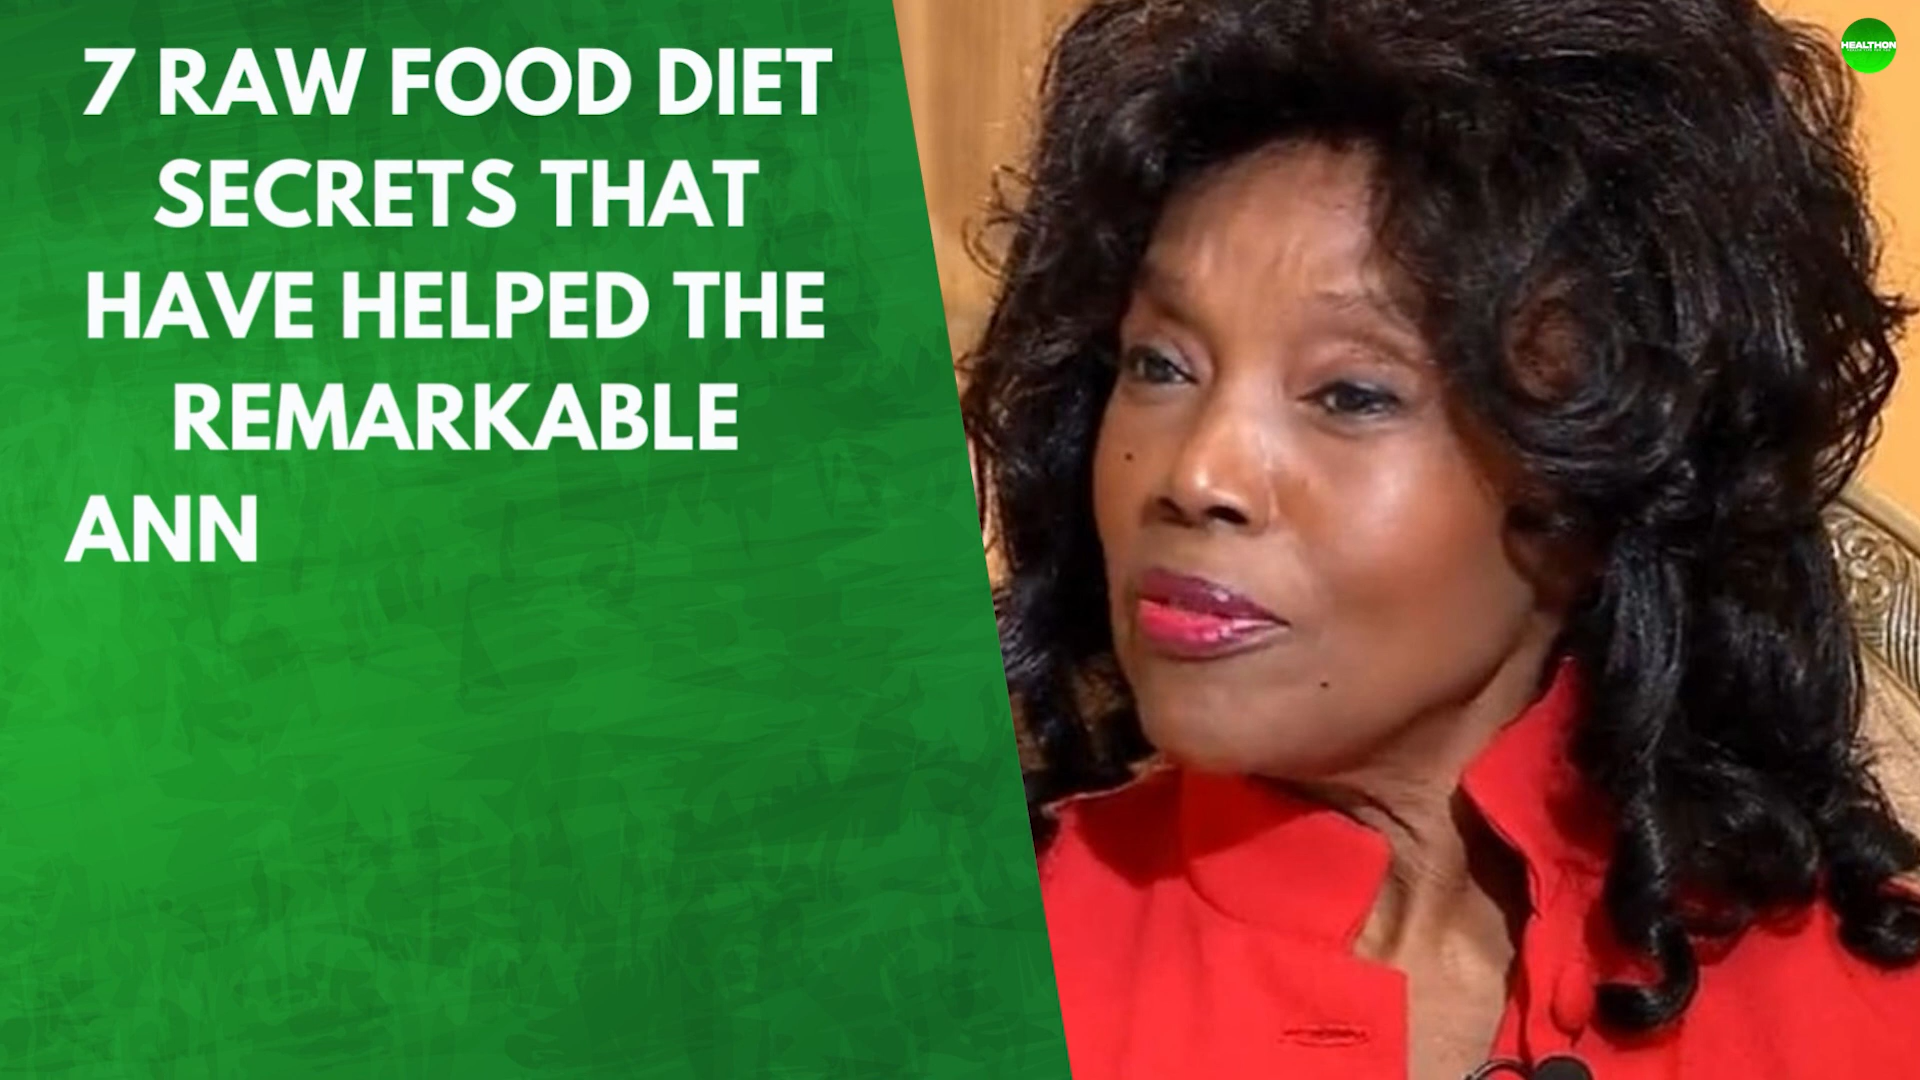 7 RAW FOOD DIET
SECRETS THAT
HAVE HELPED THE
REMARKABLE
ANN
HEALTHON